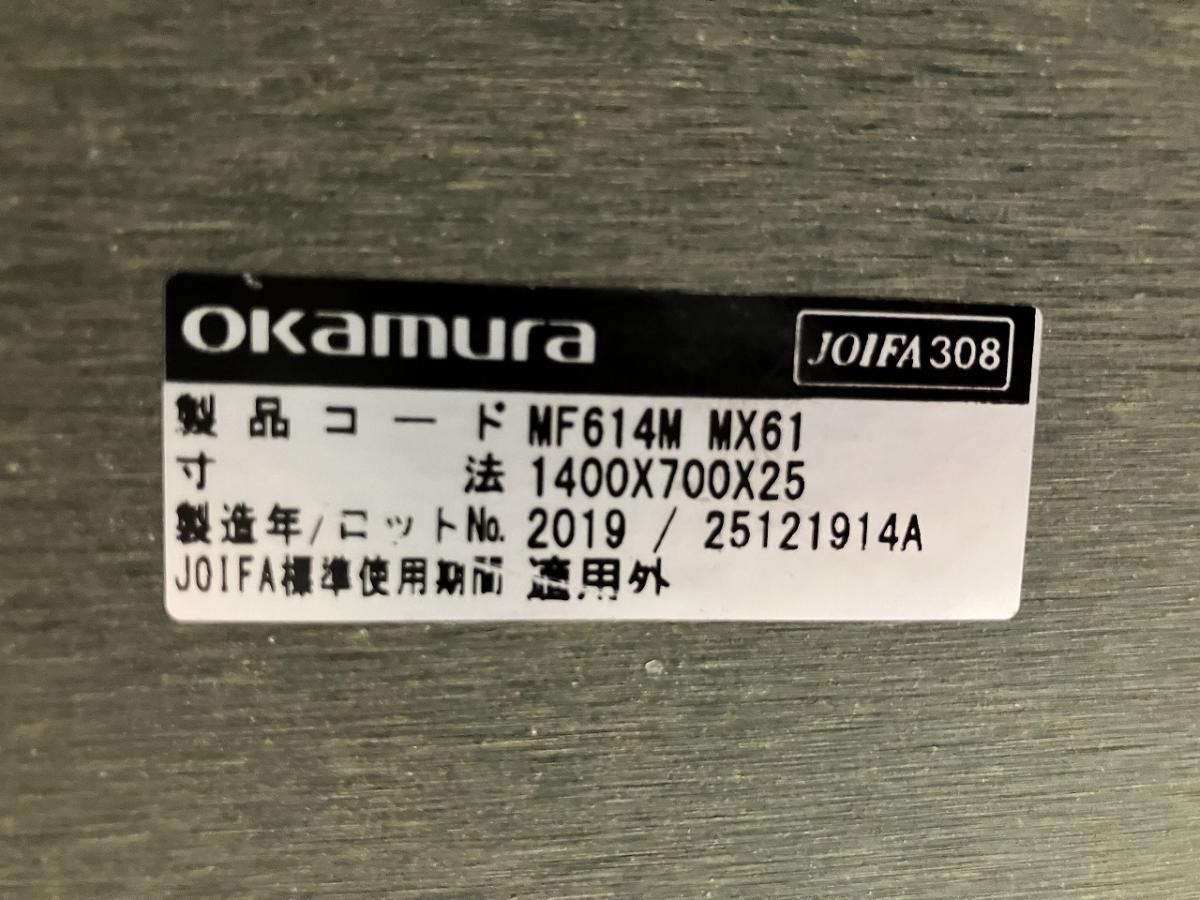 okamura
JOIFA308
製品コード MF614M MX61
寸法 1400X700X25
製造年/ロットNo. 2019 / 25121914A
JOIFA標準使用期間 適用外